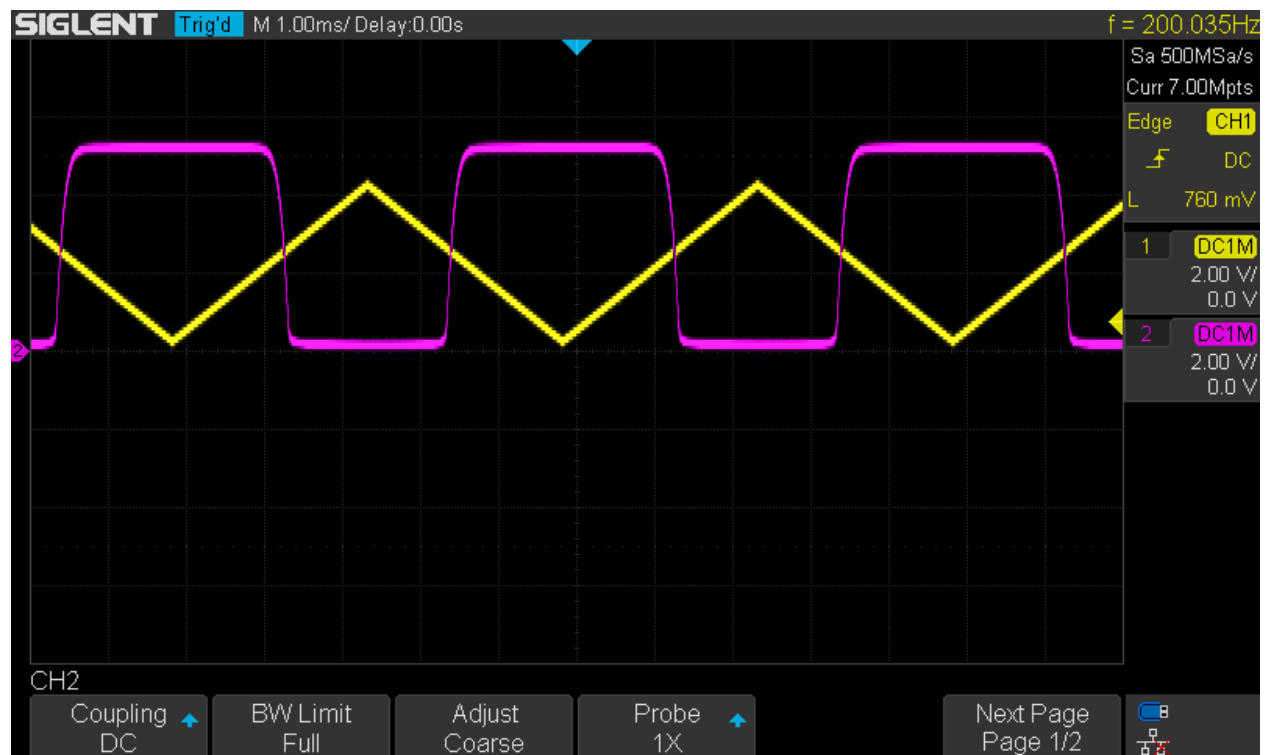 SIGLENT Trig'd M 1.00ms/ Delay:0.00s f = 200.035Hz
Sa 500MSa/s
Curr 7.00Mpts
Edge CH1
DC
L 760 mV
1 DC1M
2.00 V/
0.0 V
2
2 DC1M
2.00 V/
0.0 V
CH2
Coupling BW Limit Adjust Probe Next Page
DC Full Coarse 1X Page 1/2